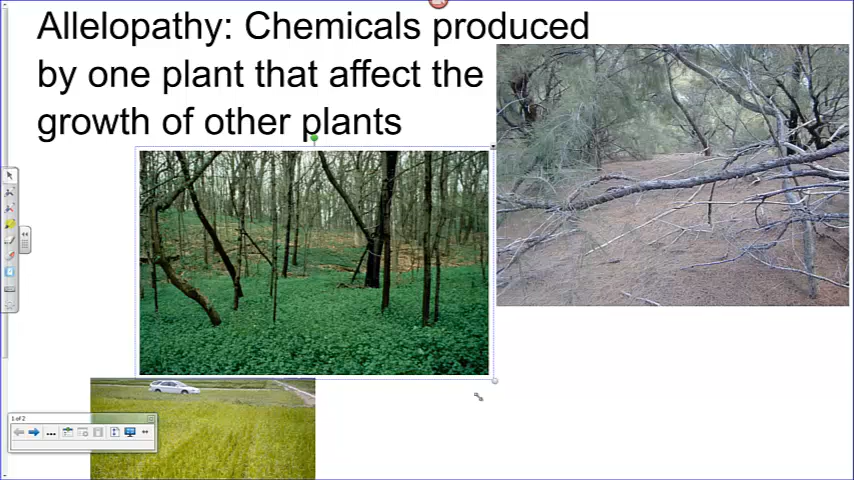 Allelopathy: Chemicals produced
by one plant that affect the
growth of other plants
1 of 2